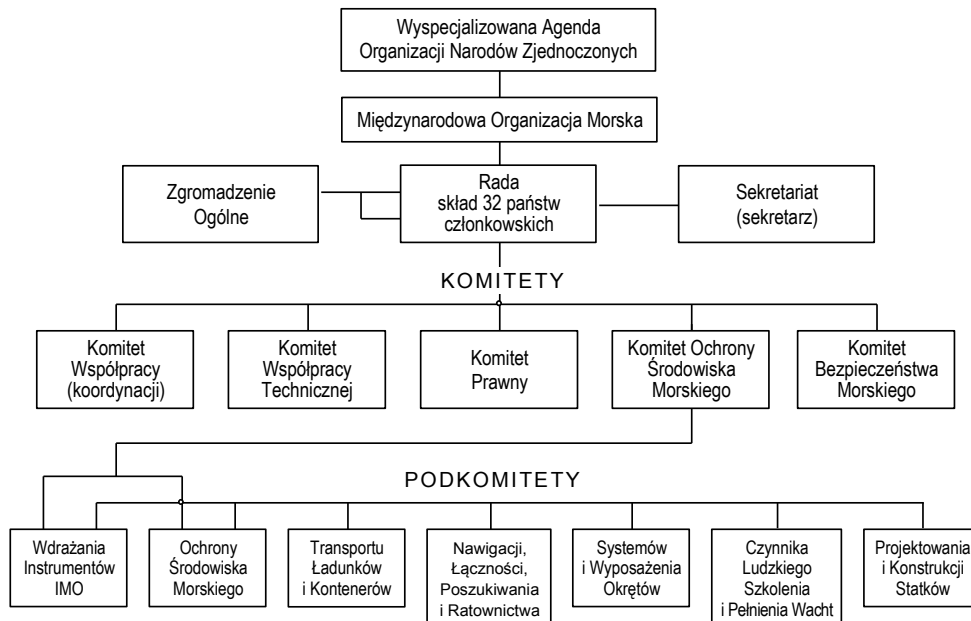 Wyspecjalizowana Agenda
Organizacji Narodów Zjednoczonych
Międzynarodowa Organizacja Morska
Zgromadzenie
Ogólne
Rada
skład 32 państw
członkowskich
Sekretariat
(sekretarz)
KOMITETY
Komitet
Współpracy
(koordynacji)
Komitet
Współpracy
Technicznej
Komitet
Prawny
Komitet Ochrony
Środowiska
Morskiego
Komitet
Bezpieczeństwa
Morskiego
PODKOMITETY
Wdrażania
Instrumentów
IMO
Ochrony
Środowiska
Morskiego
Transportu
Ładunków
i Kontenerów
Nawigacji,
Łączności,
Poszukiwania
i Ratownictwa
Systemów
i Wyposażenia
Okrętów
Czynnika
Ludzkiego
Szkolenia
i Pełnienia Wacht
Projektowania
i Konstrukcji
Statków